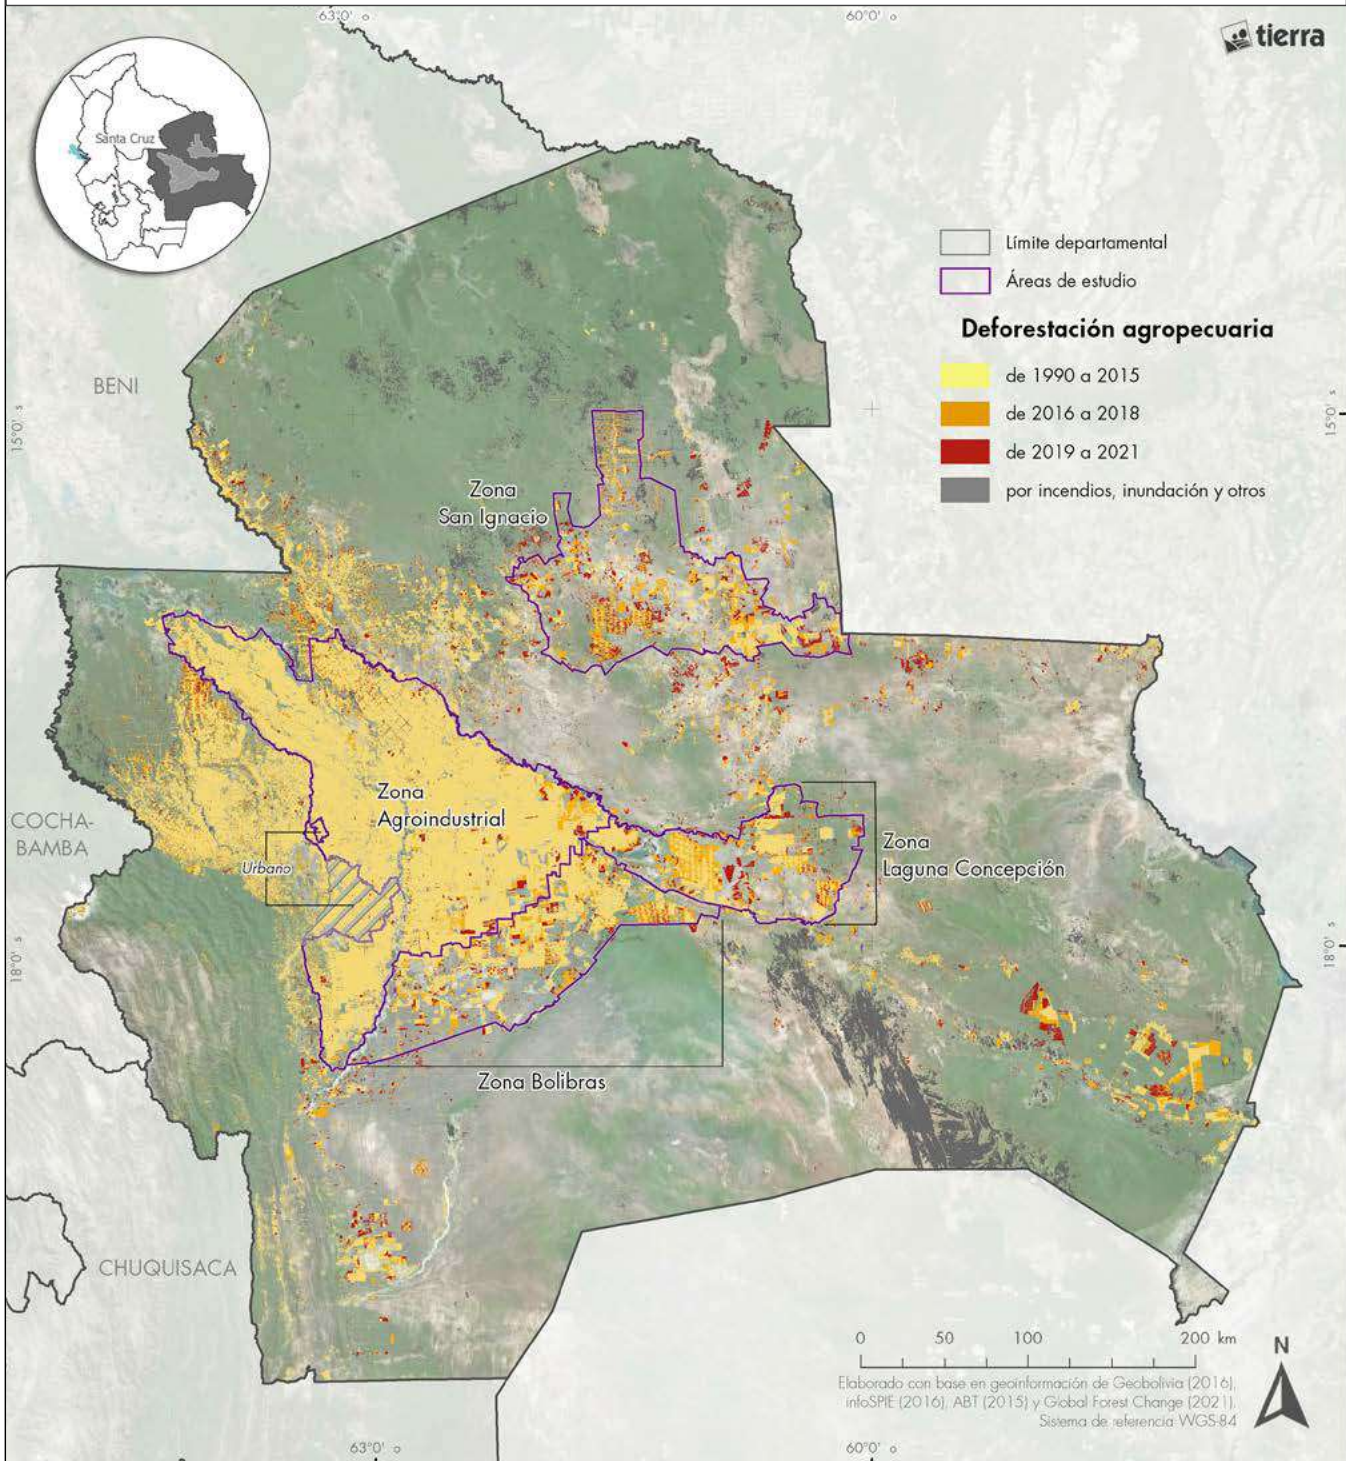 63°0' o
60°0' o
tierra
Santa Cruz
Límite departamental
Áreas de estudio
Deforestación agropecuaria
de 1990 a 2015
de 2016 a 2018
de 2019 a 2021
por incendios, inundación y otros
BENI
15°0' s
15°0' s
Zona
San Ignacio
Zona
Agroindustrial
COCHA-
BAMBA
Urbano
Zona
Laguna Concepción
18°0' s
18°0' s
Zona Bolibras
CHUQUISACA
0 50 100 200 km
N
Elaborado con base en geoinformación de Geobolivia (2016),
infoSPIE (2016), ABT (2015) y Global Forest Change (2021).
Sistema de referencia WGS-84
63°0' o
60°0' o